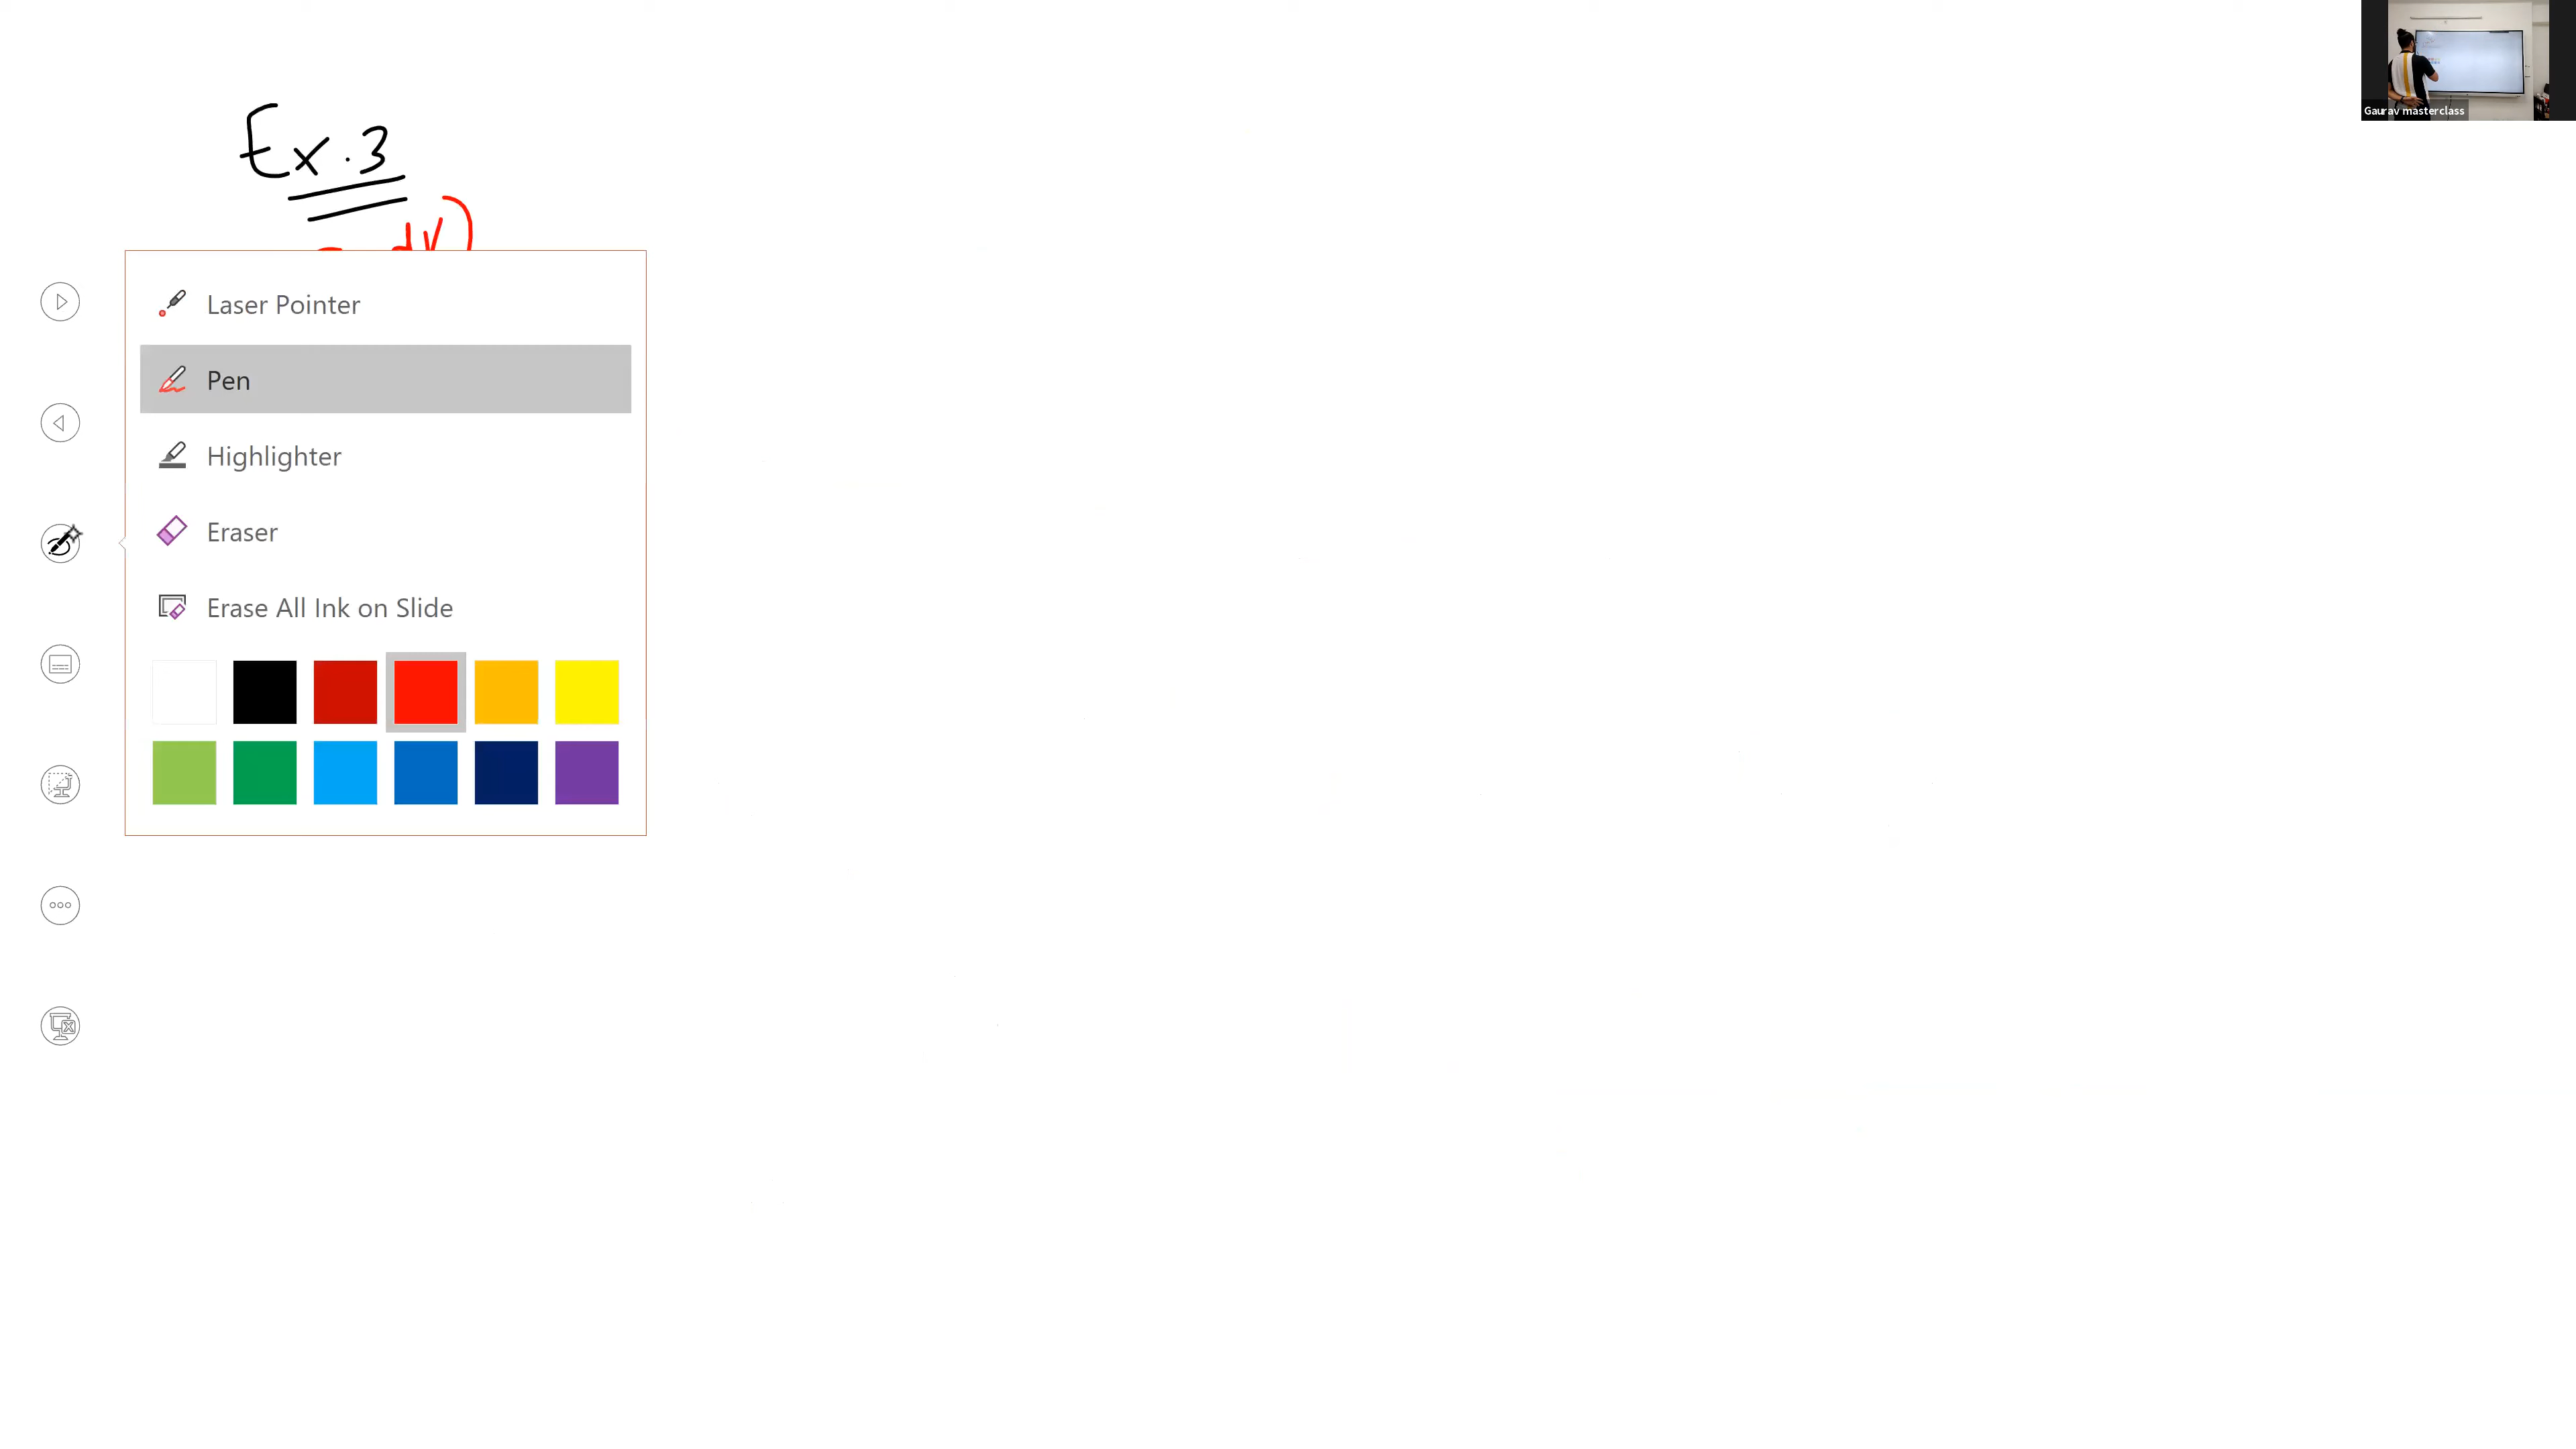 Gaurav masterclass
Ex.3
Laser Pointer
Pen
Highlighter
Eraser
Erase All Ink on Slide